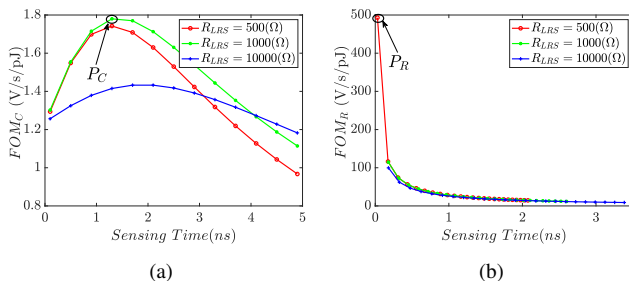 1.8
1.6
1.4
1.2
1
0.8
FOM_C (V/s/pJ)
R_LRS = 500(Ω)
R_LRS = 1000(Ω)
R_LRS = 10000(Ω)
P_C
0 1 2 3 4 5
Sensing Time(ns)
(a)
500
400
300
200
100
0
FOM_R (V/s/pJ)
R_LRS = 500(Ω)
R_LRS = 1000(Ω)
R_LRS = 10000(Ω)
P_R
0 1 2 3
Sensing Time(ns)
(b)